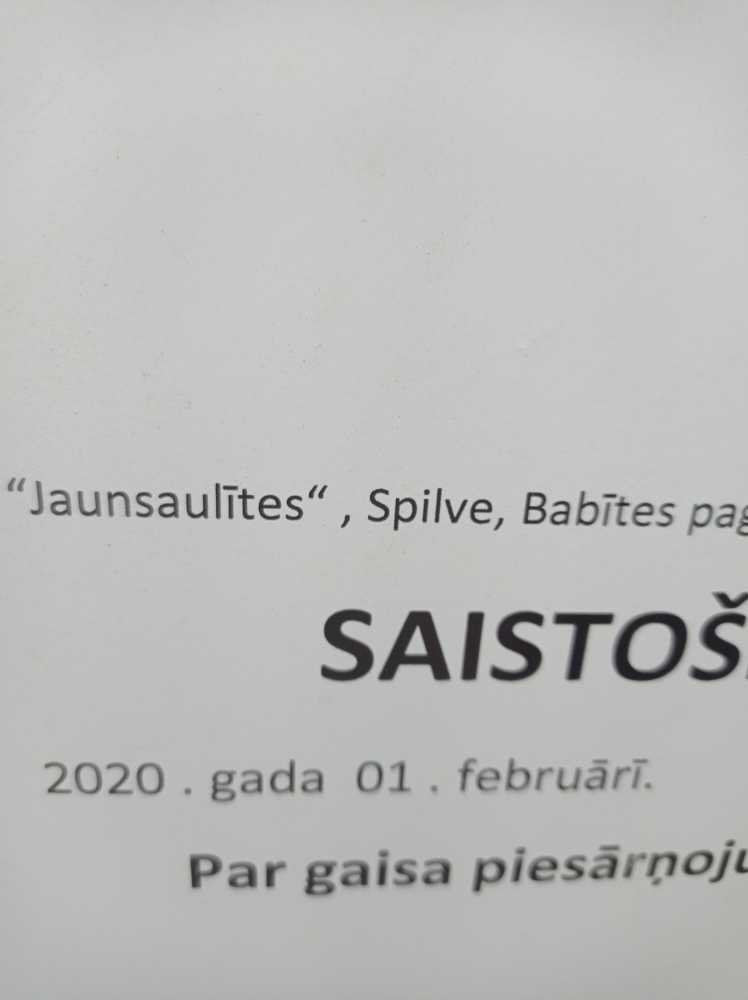 “Jaunsaulītes“ , Spilve, Babītes pag
SAISTOŠ
2020 . gada 01 . februārī.
Par gaisa piesārņoju